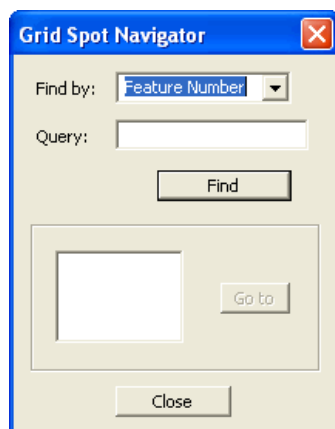 Grid Spot Navigator
Find by: Feature Number
Query:
Find
Go to
Close